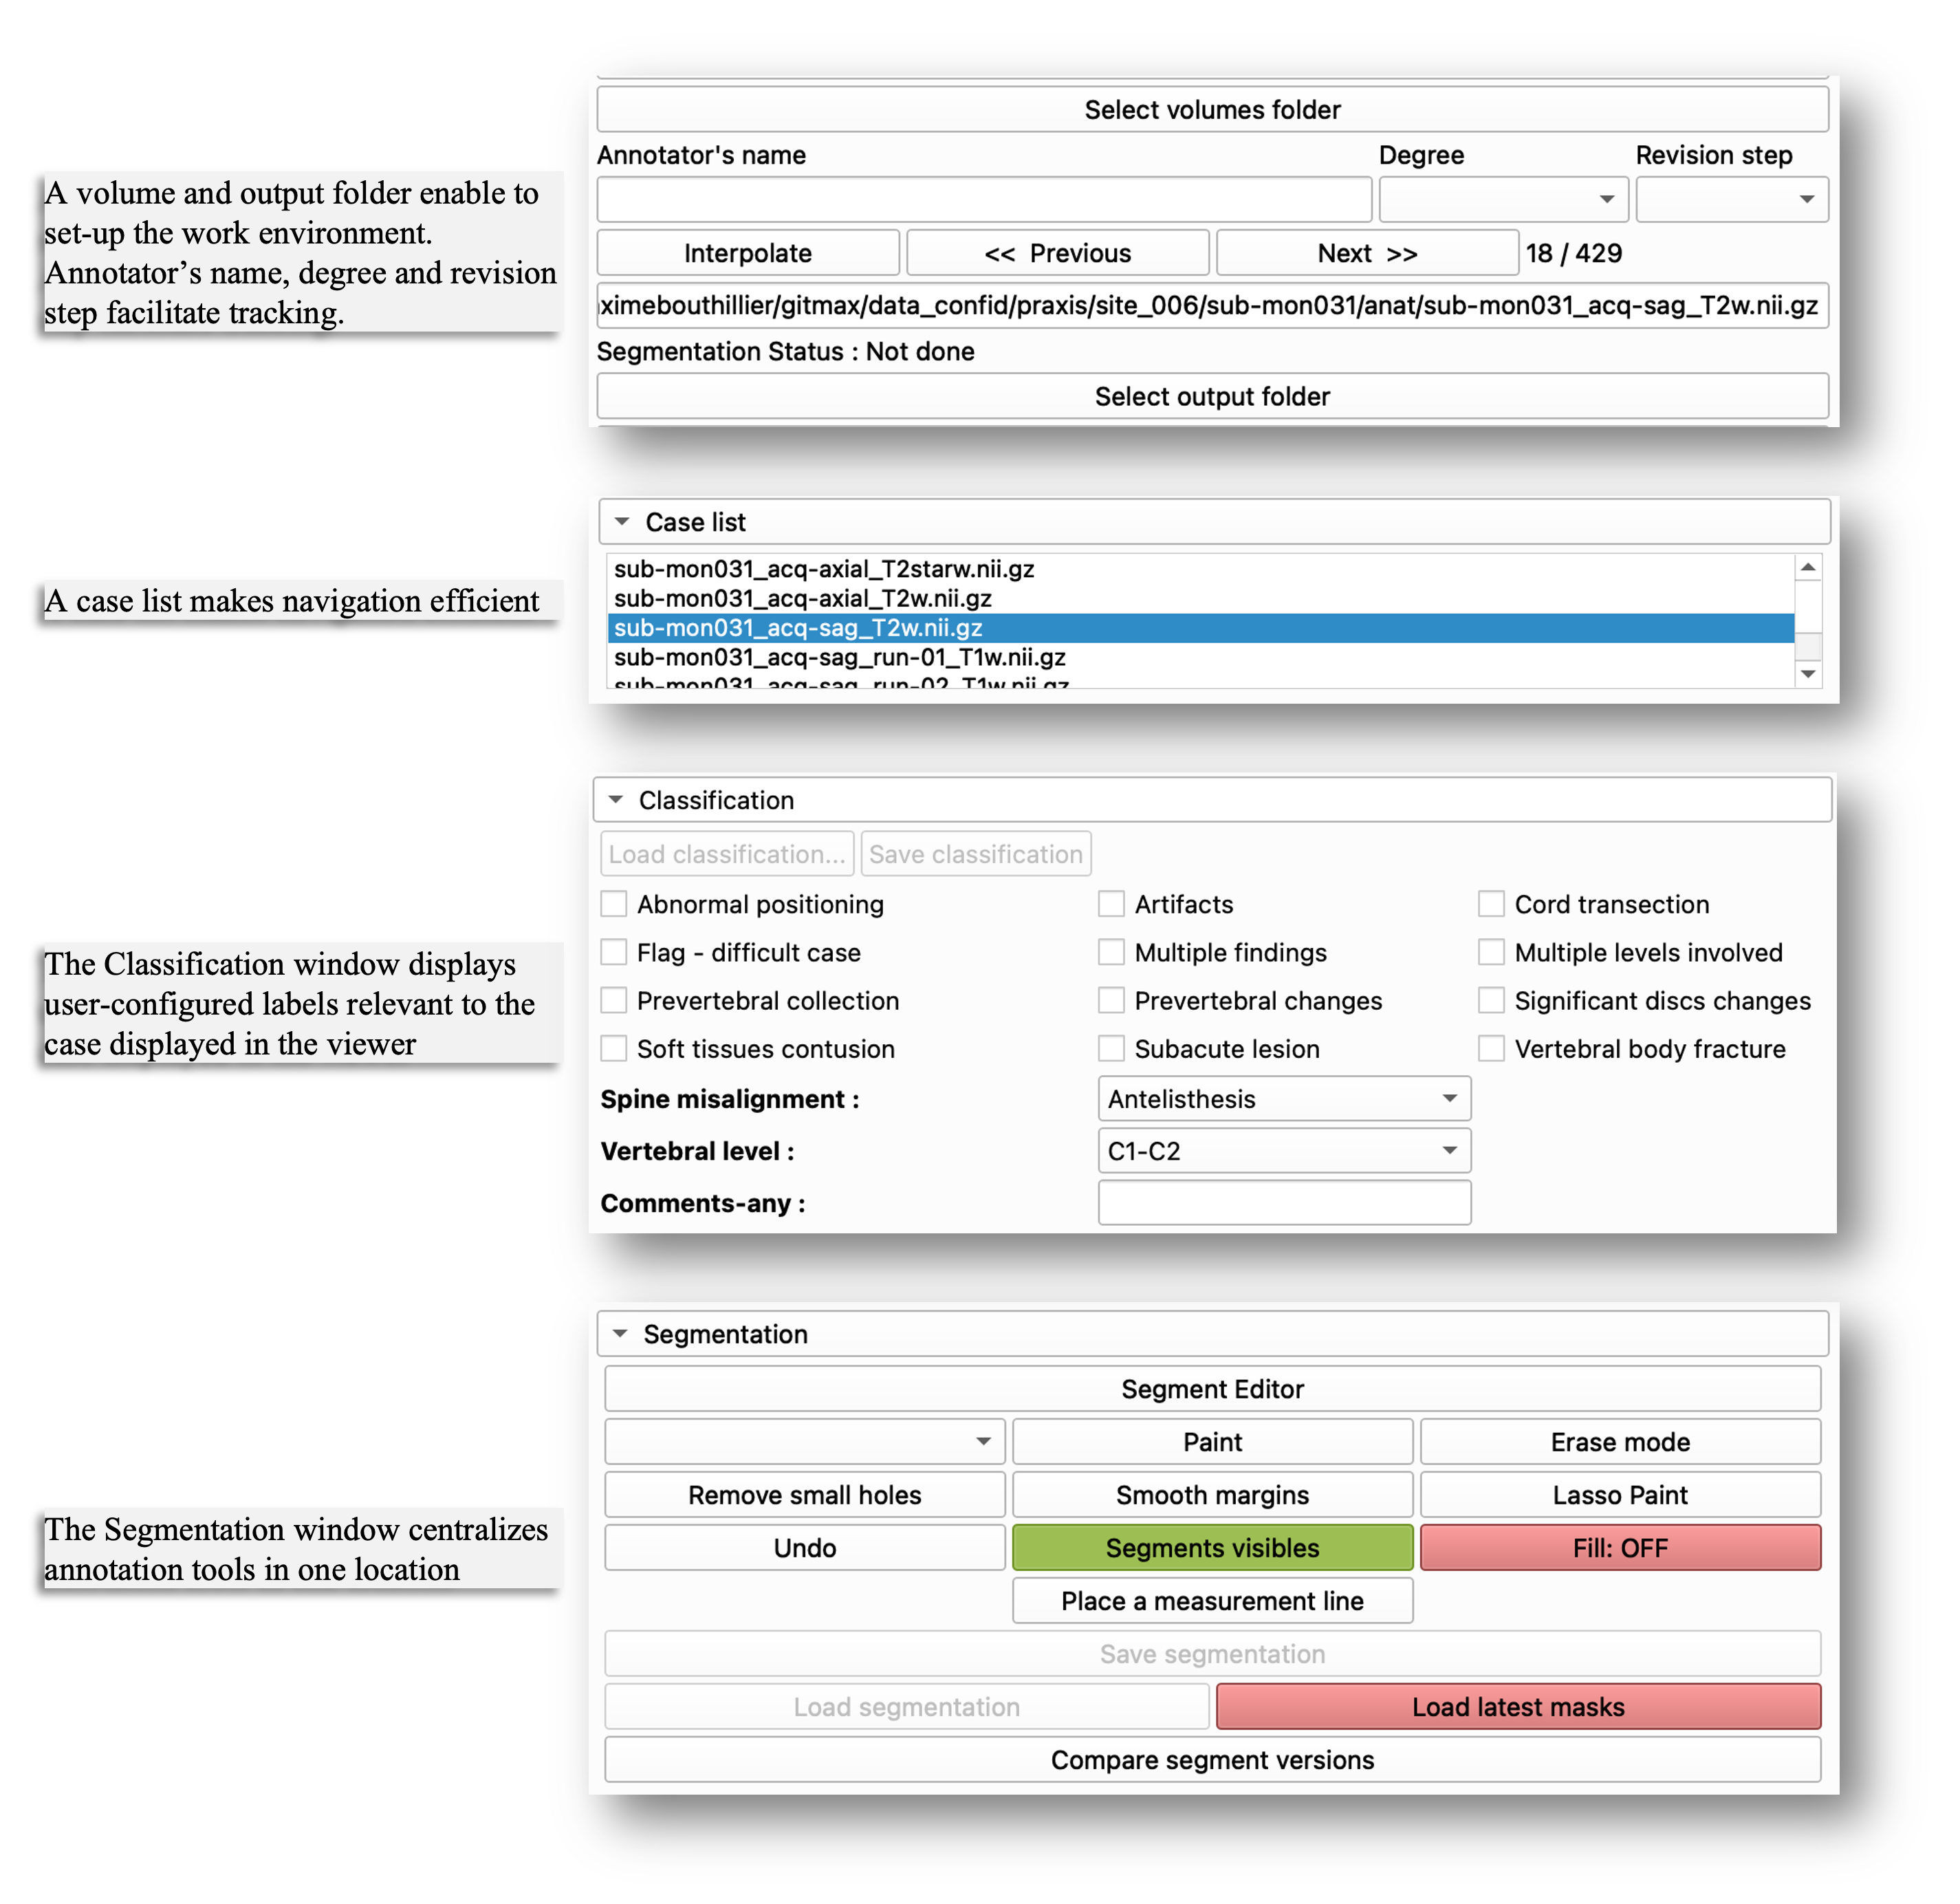 Select volumes folder
Annotator's name Degree Revision step
A volume and output folder enable to
set-up the work environment.
Annotator’s name, degree and revision
step facilitate tracking.
Interpolate << Previous Next >> 18 / 429
ximebouthillier/gitmax/data_confid/praxis/site_006/sub-mon031/anat/sub-mon031_acq-sag_T2w.nii.gz
Segmentation Status : Not done
Select output folder
Case list
A case list makes navigation efficient
sub-mon031_acq-axial_T2starw.nii.gz
sub-mon031_acq-axial_T2w.nii.gz
sub-mon031_acq-sag_T2w.nii.gz
sub-mon031_acq-sag_run-01_T1w.nii.gz
sub-mon031_acq-sag_run-02_T1w.nii.gz
Classification
The Classification window displays
user-configured labels relevant to the
case displayed in the viewer
Load classification... Save classification
Abnormal positioning Artifacts Cord transection
Flag - difficult case Multiple findings Multiple levels involved
Prevertebral collection Prevertebral changes Significant discs changes
Soft tissues contusion Subacute lesion Vertebral body fracture
Spine misalignment : Antelisthesis
Vertebral level : C1-C2
Comments-any :
Segmentation
The Segmentation window centralizes
annotation tools in one location
Segment Editor
Paint Erase mode
Remove small holes Smooth margins Lasso Paint
Undo Segments visibles Fill: OFF
Place a measurement line
Save segmentation
Load segmentation Load latest masks
Compare segment versions